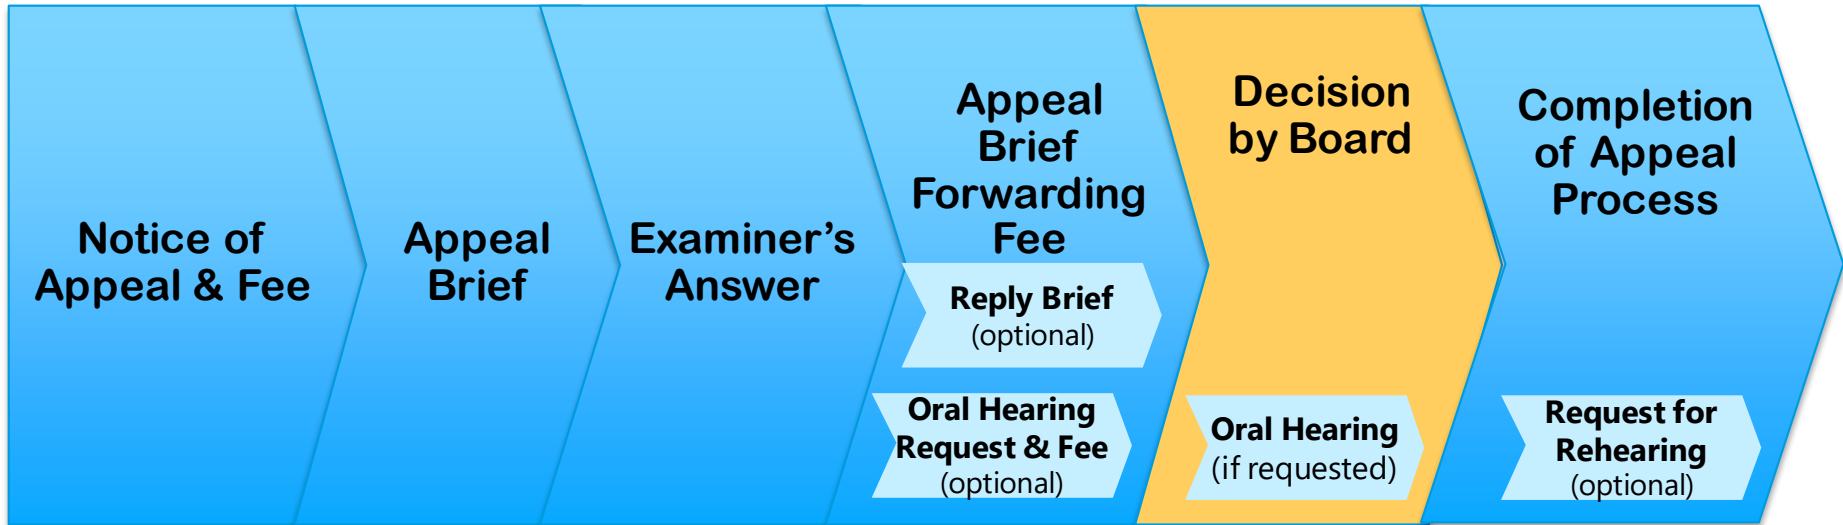 Notice of
Appeal & Fee
Appeal
Brief
Examiner’s
Answer
Appeal
Brief
Forwarding
Fee
Reply Brief
(optional)
Oral Hearing
Request & Fee
(optional)
Decision
by Board
Oral Hearing
(if requested)
Completion
of Appeal
Process
Request for
Rehearing
(optional)